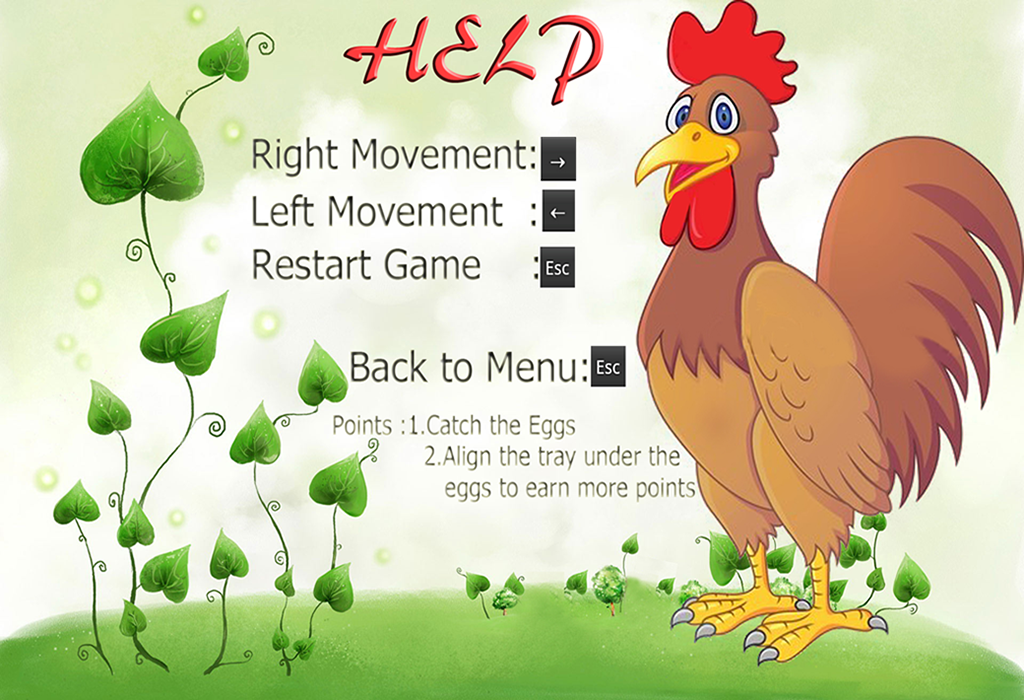 HELP
Right Movement: →
Left Movement : ←
Restart Game : Esc
Back to Menu: Esc
Points :1.Catch the Eggs
2.Align the tray under the
eggs to earn more points